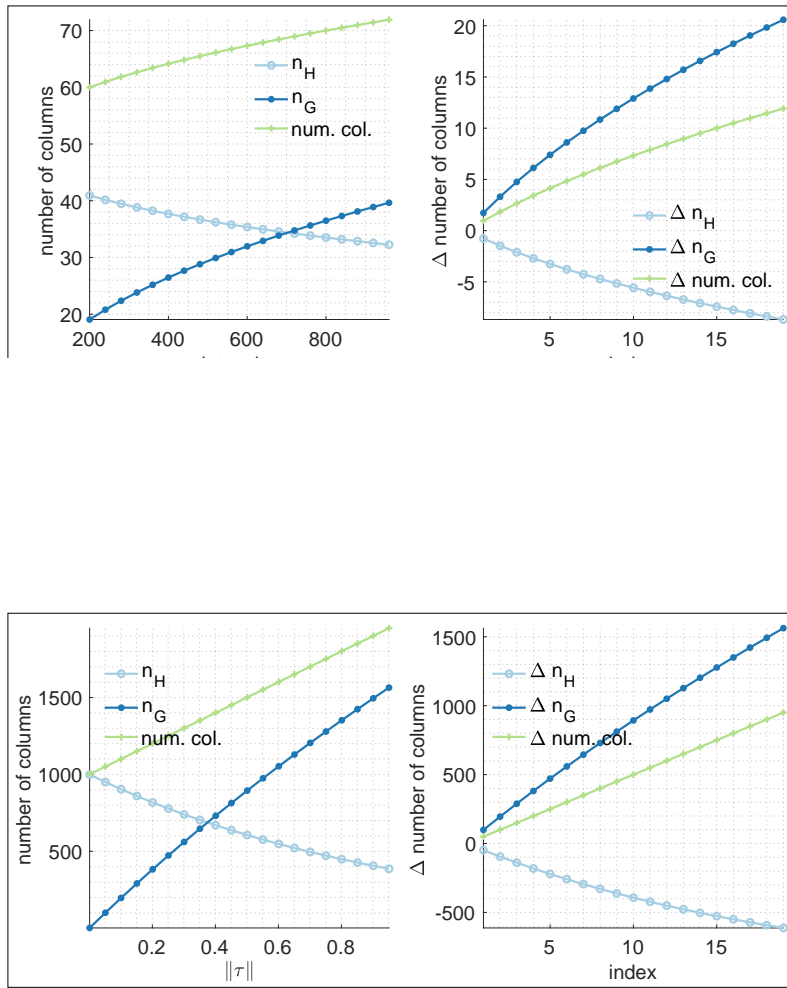 number of columns
70
60
50
40
30
20
n_H
n_G
num. col.
200 400 600 800
Δ number of columns
20
15
10
5
0
-5
Δ n_H
Δ n_G
Δ num. col.
5 10 15
number of columns
1500
1000
500
n_H
n_G
num. col.
0.2 0.4 0.6 0.8
‖τ‖
Δ number of columns
1500
1000
500
0
-500
Δ n_H
Δ n_G
Δ num. col.
5 10 15
index